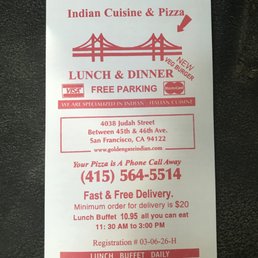 Indian Cuisine & Pizza
NEW
VEG BURGER
LUNCH & DINNER
VISA FREE PARKING MasterCard
WE ARE SPECIALIZED IN INDIAN - ITALIAN CUISINE
4038 Judah Street
Between 45th & 46th Ave.
San Francisco, CA 94122
www.goldengateindian.com
Your Pizza is A Phone Call Away
(415) 564-5514
Fast & Free Delivery.
Minimum order for delivery is $20
Lunch Buffet 10.95 all you can eat
11: 30 AM to 3:00 PM
Registration # 03-06-26-H
LUNCH BUFFET DAILY